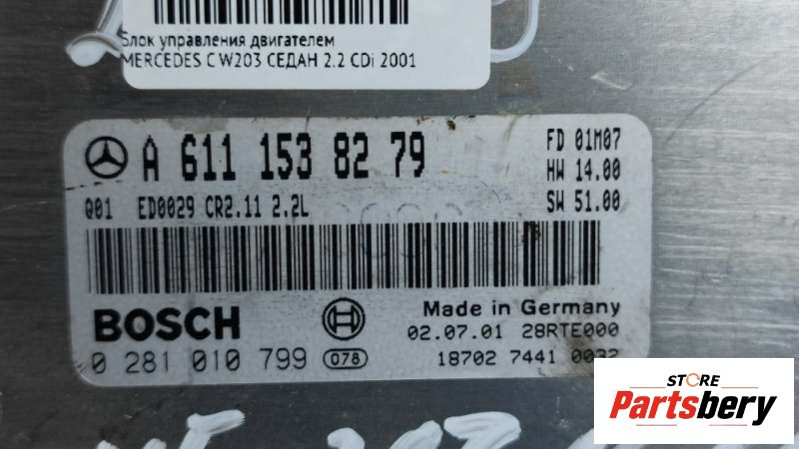 Блок управления двигателем
MERCEDES C W203 СЕДАН 2.2 CDi 2001
A 611 153 82 79
FD 01M07
HW 14.00
SW 51.00
Q01 ED0029 CR2.11 2.2L
BOSCH
Made in Germany
02.07.01 28RTE000
0 281 010 799 078
18702 7441 0032
STORE
Partsbery